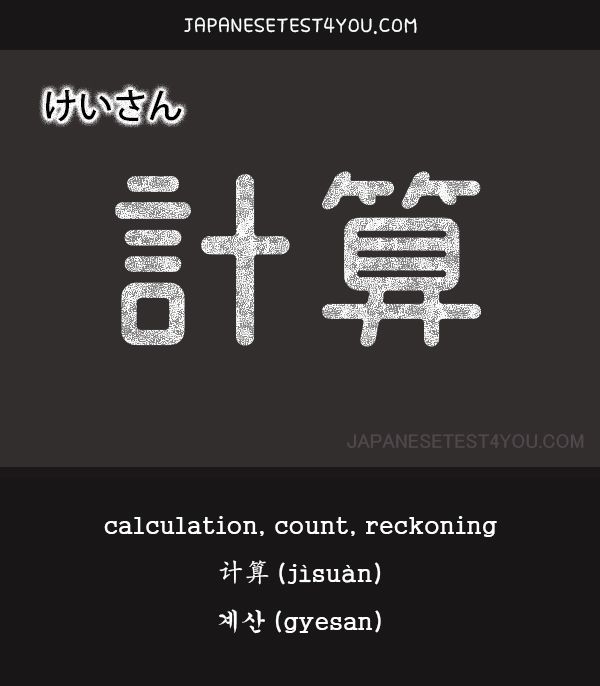 JAPANESETEST4YOU.COM
けいさん
計算
JAPANESETEST4YOU.COM
calculation, count, reckoning
计算 (jìsuàn)
계산 (gyesan)